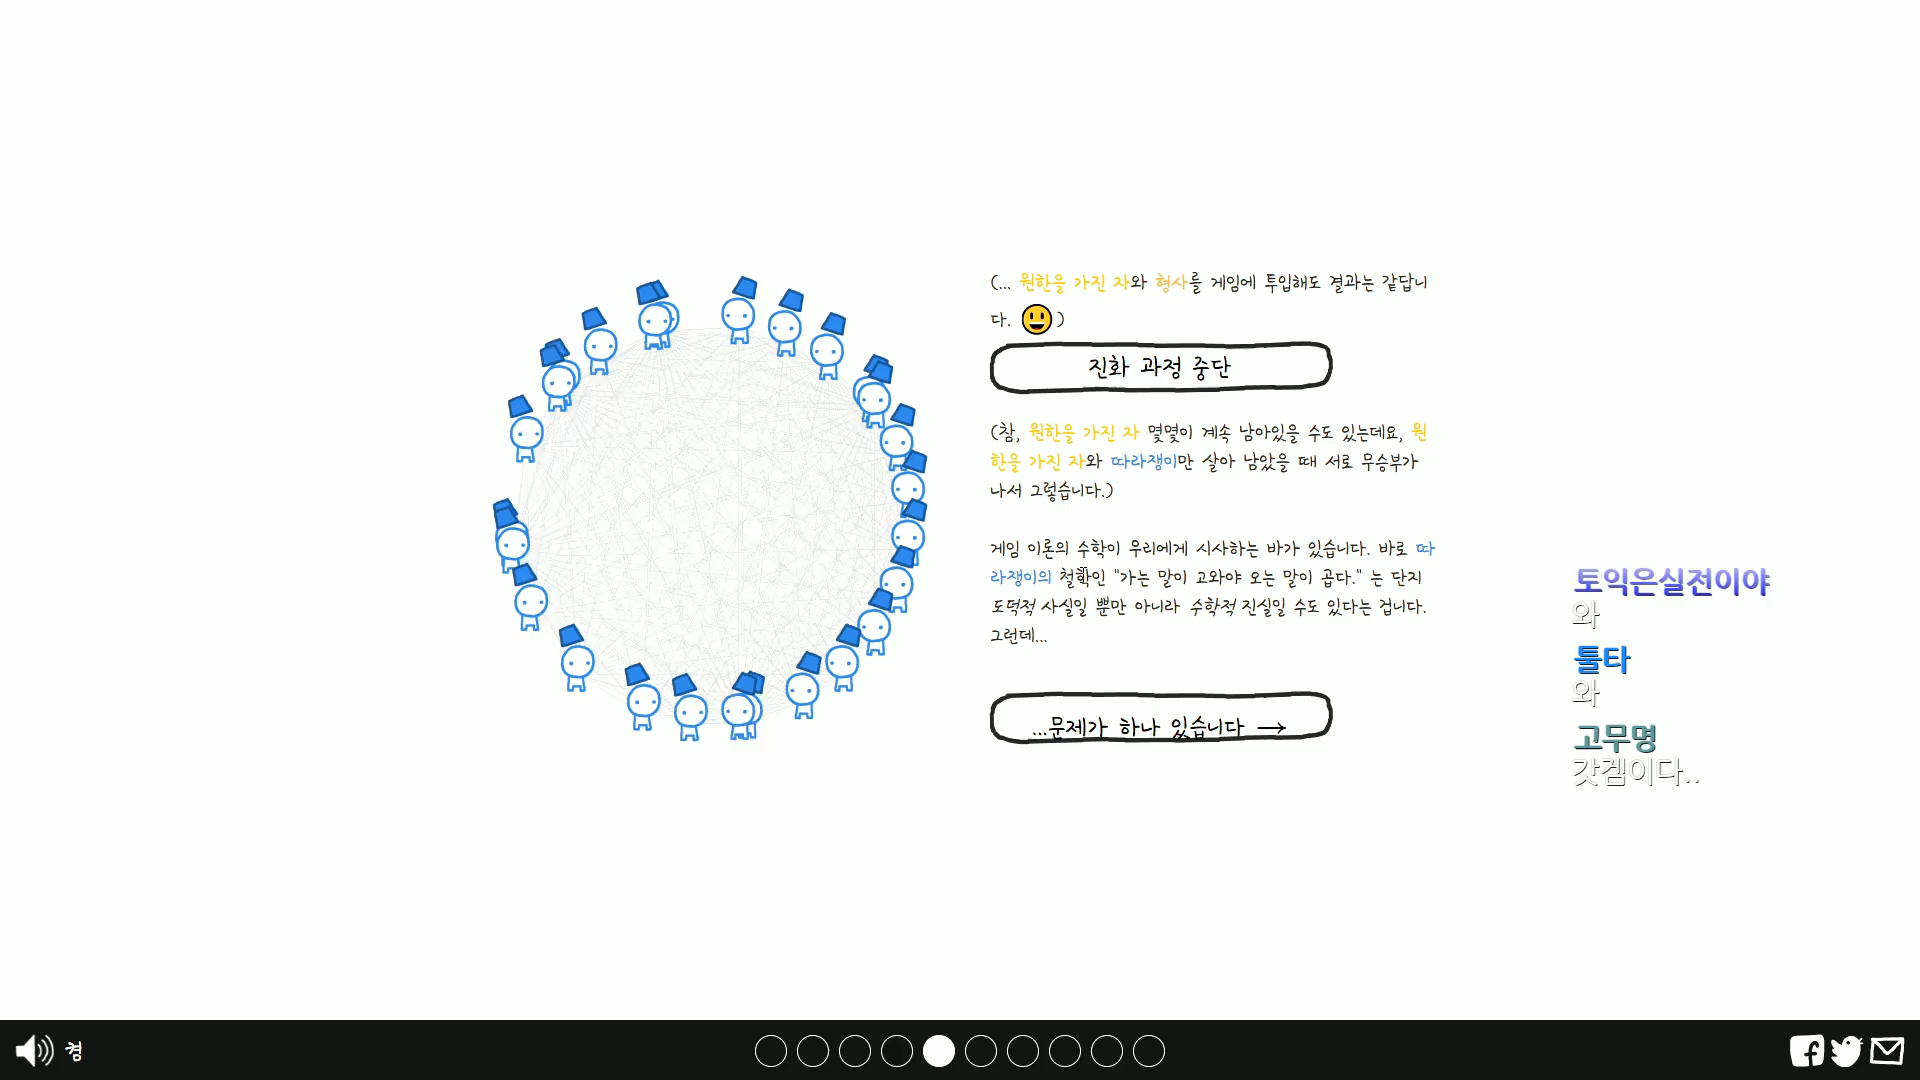 (... 원한을 가진 자와 형사를 게임에 투입해도 결과는 같답니
다. )
진화 과정 중단
(참, 원한을 가진 자 몇몇이 계속 남아있을 수도 있는데요, 원
한을 가진 자와 따라쟁이만 살아 남았을 때 서로 무승부가
나서 그렇습니다.)
게임 이론의 수학이 우리에게 시사하는 바가 있습니다. 바로 따
라쟁이의 철학인 "가는 말이 고와야 오는 말이 곱다." 는 단지
도덕적 사실일 뿐만 아니라 수학적 진실일 수도 있다는 겁니다.
그런데...
...문제가 하나 있습니다 →
토익은실전이야
와
툴타
와
고무명
갓겜이다..
켬